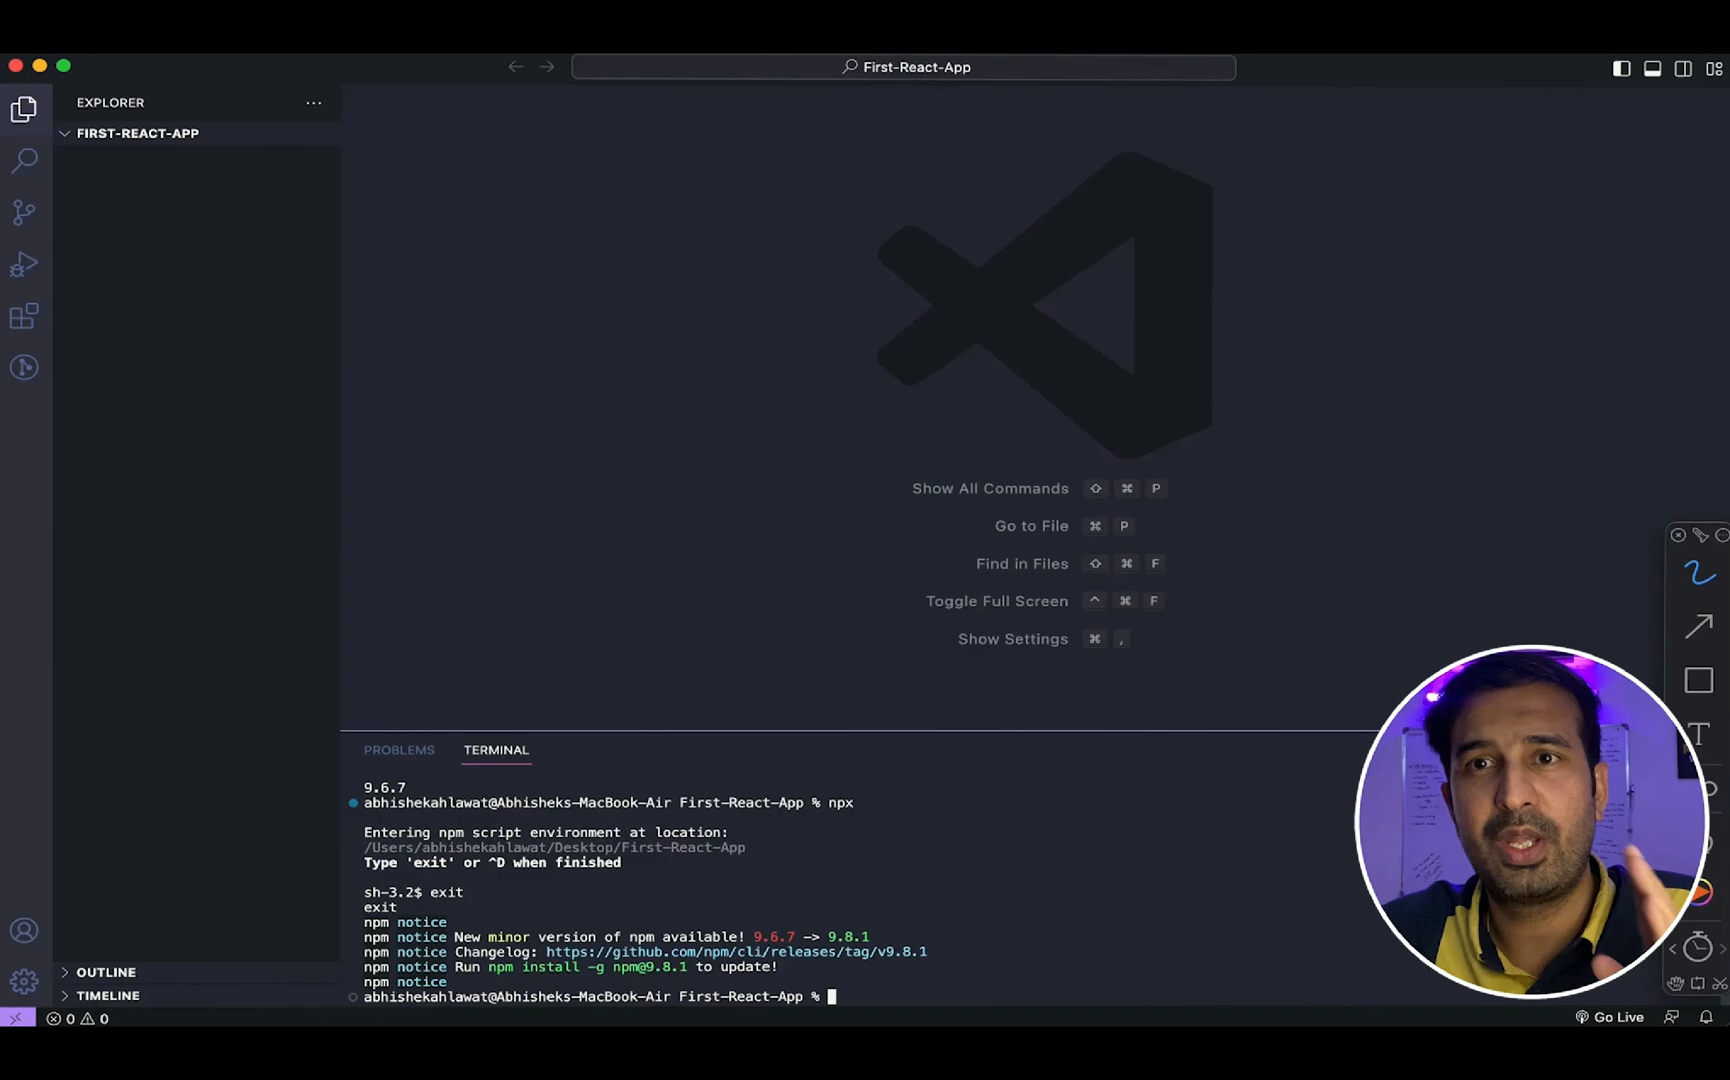 First-React-App
EXPLORER
FIRST-REACT-APP
Show All Commands ⇧ ⌘ P
Go to File ⌘ P
Find in Files ⇧ ⌘ F
Toggle Full Screen ^ ⌘ F
Show Settings ⌘ ,
T
PROBLEMS TERMINAL
9.6.7
abhishekahlawat@Abhisheks-MacBook-Air First-React-App % npx
Entering npm script environment at location:
/Users/abhishekahlawat/Desktop/First-React-App
Type 'exit' or ^D when finished
sh-3.2$ exit
exit
npm notice
npm notice New minor version of npm available! 9.6.7 -> 9.8.1
npm notice Changelog: https://github.com/npm/cli/releases/tag/v9.8.1
npm notice Run npm install -g npm@9.8.1 to update!
npm notice
abhishekahlawat@Abhisheks-MacBook-Air First-React-App %
OUTLINE
TIMELINE
0 0
Go Live